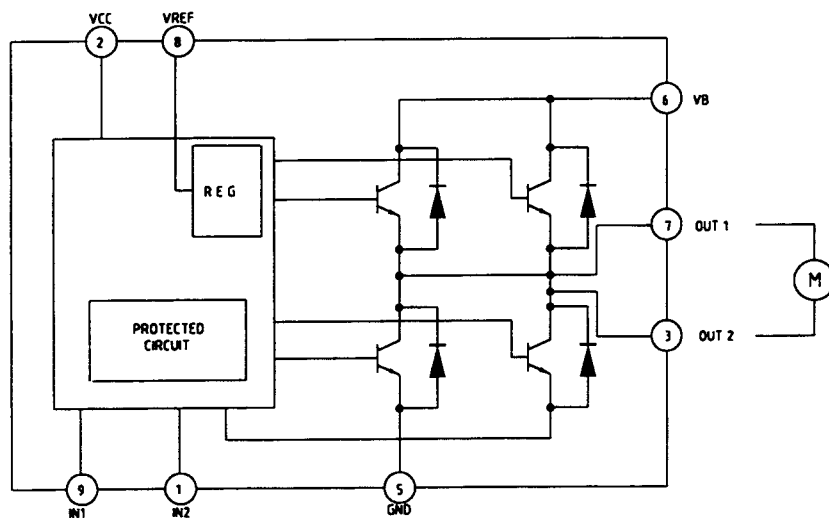 VCC VREF
2 8
6 VB
REG
7 OUT 1
M
PROTECTED
CIRCUIT
3 OUT 2
9 1 5
IN1 IN2 GND